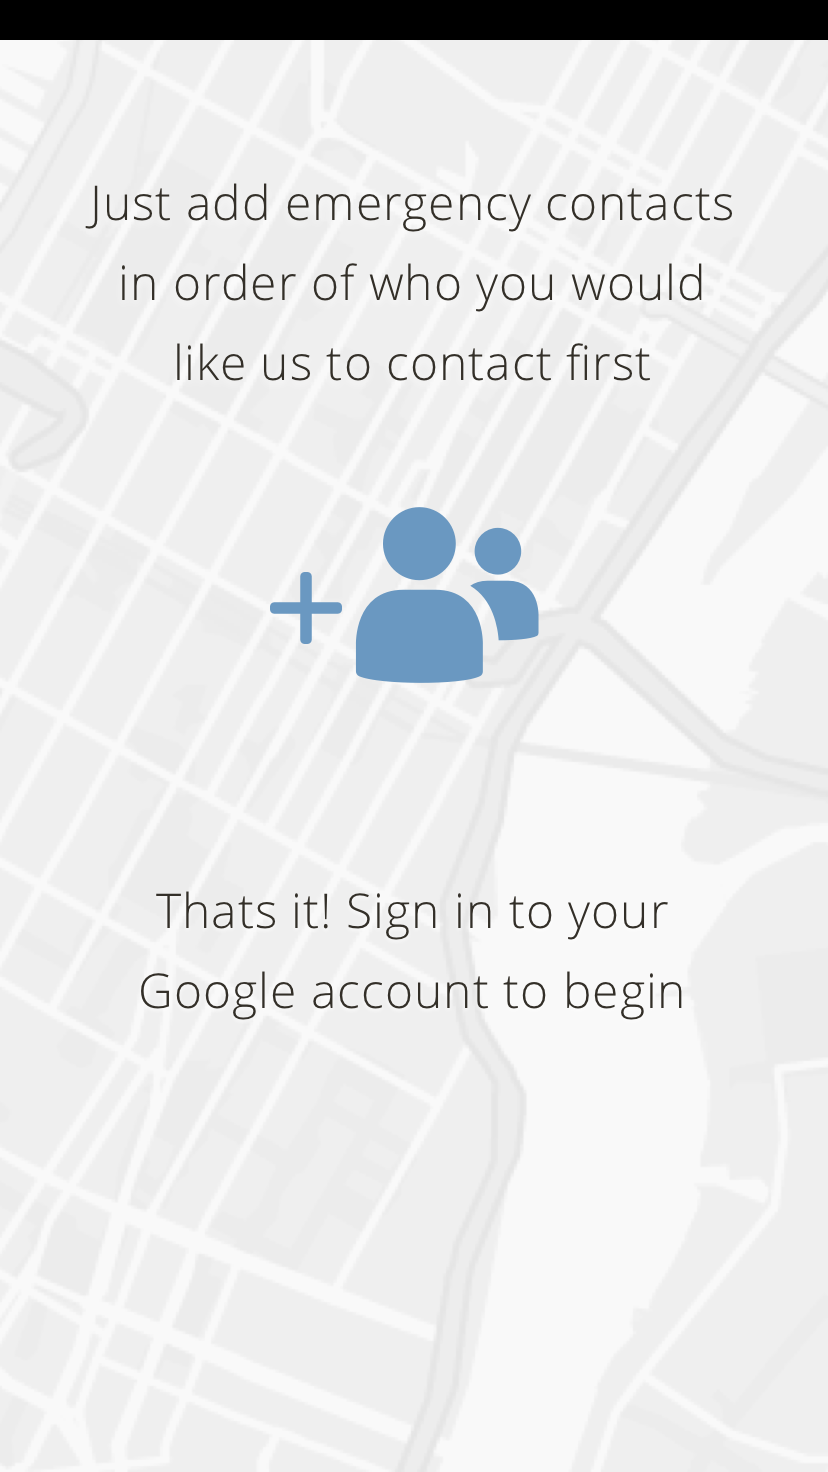 Just add emergency contacts
in order of who you would
like us to contact first
Thats it! Sign in to your
Google account to begin